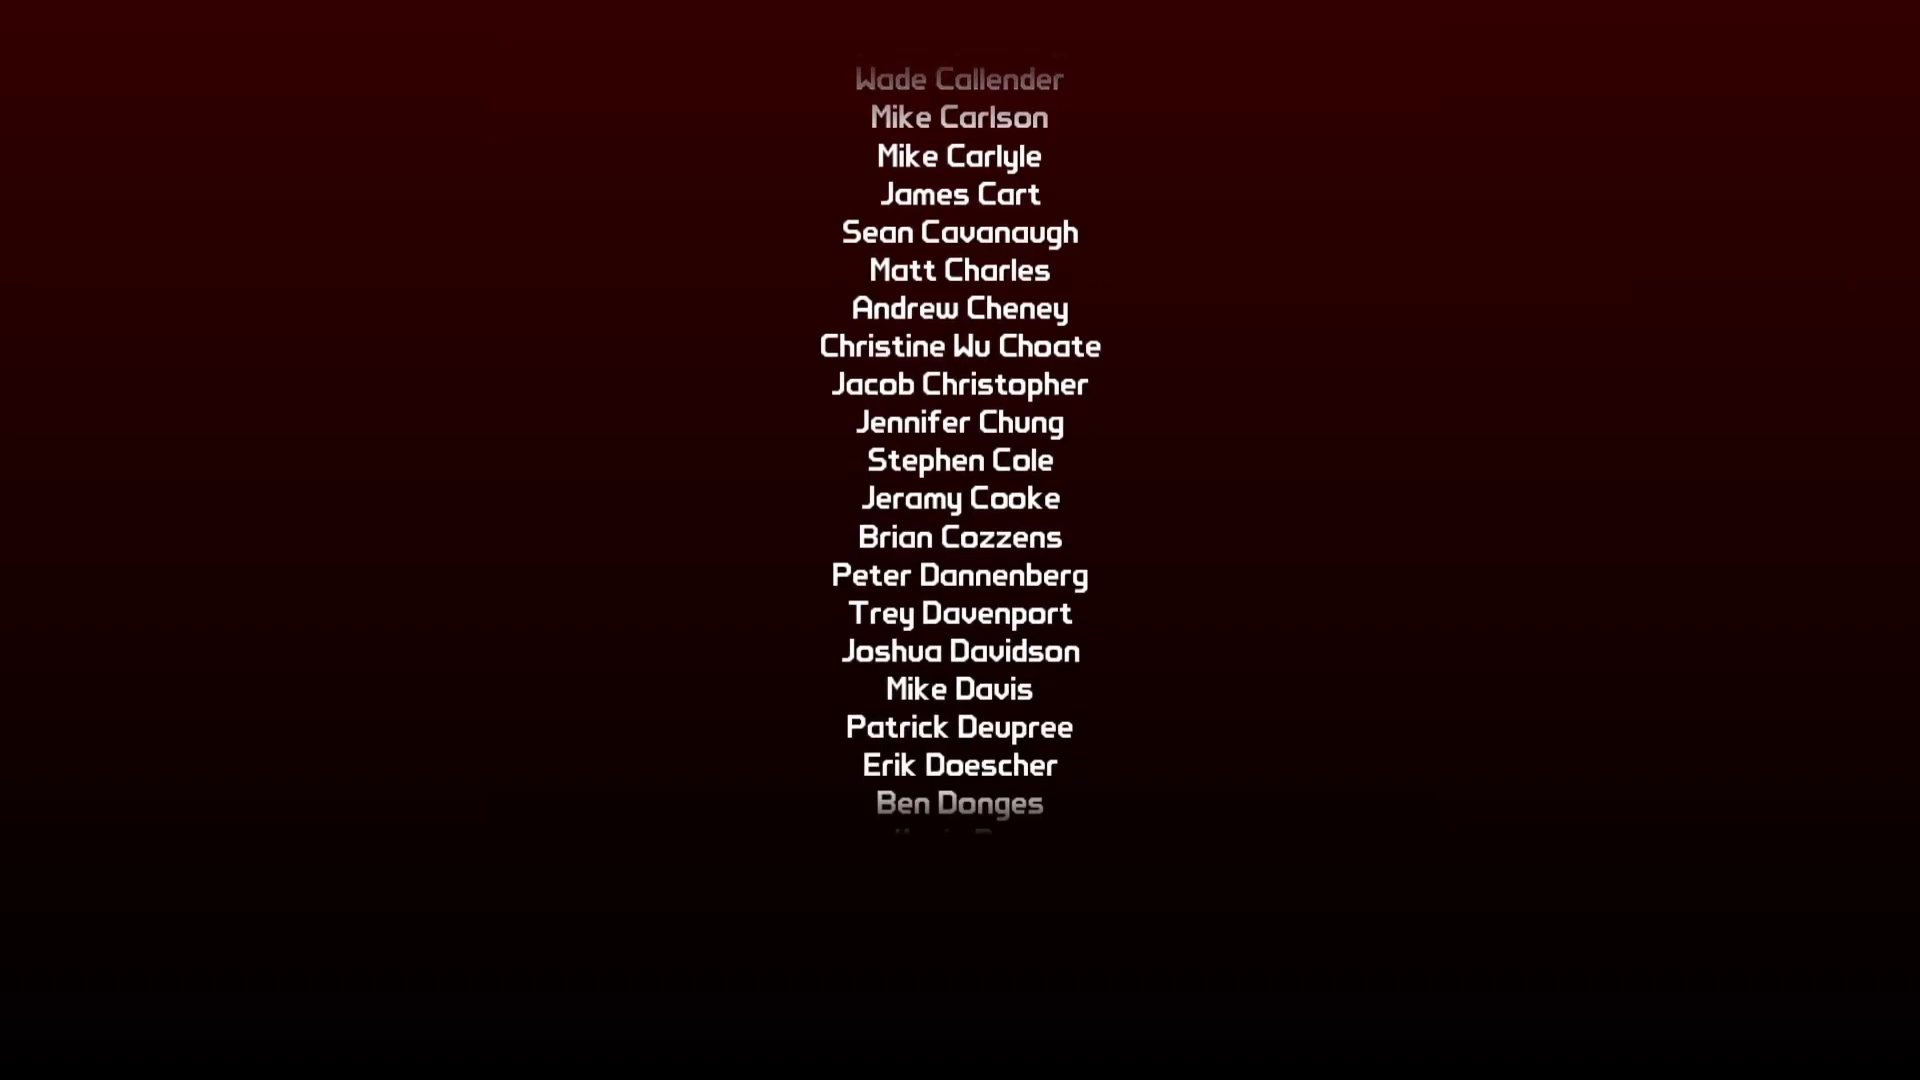 Wade Callender
Mike Carlson
Mike Carlyle
James Cart
Sean Cavanaugh
Matt Charles
Andrew Cheney
Christine Wu Choate
Jacob Christopher
Jennifer Chung
Stephen Cole
Jeramy Cooke
Brian Cozzens
Peter Dannenberg
Trey Davenport
Joshua Davidson
Mike Davis
Patrick Deupree
Erik Doescher
Ben Donges